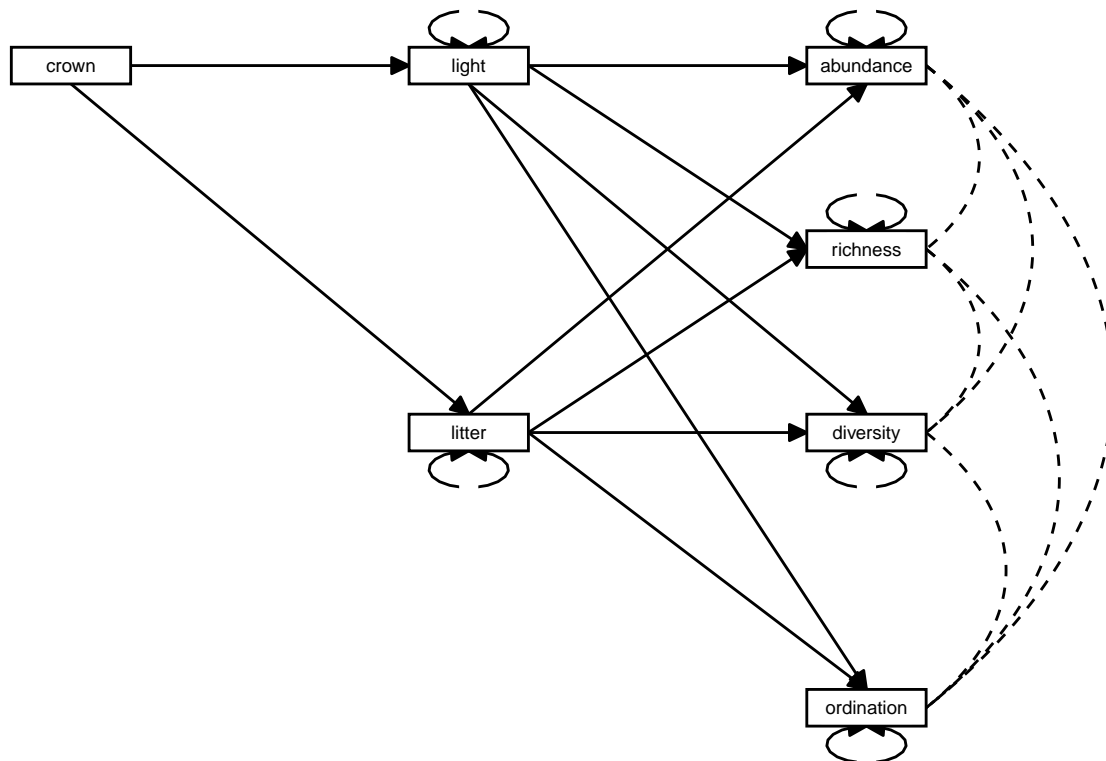 crown
light
abundance
richness
litter
diversity
ordination